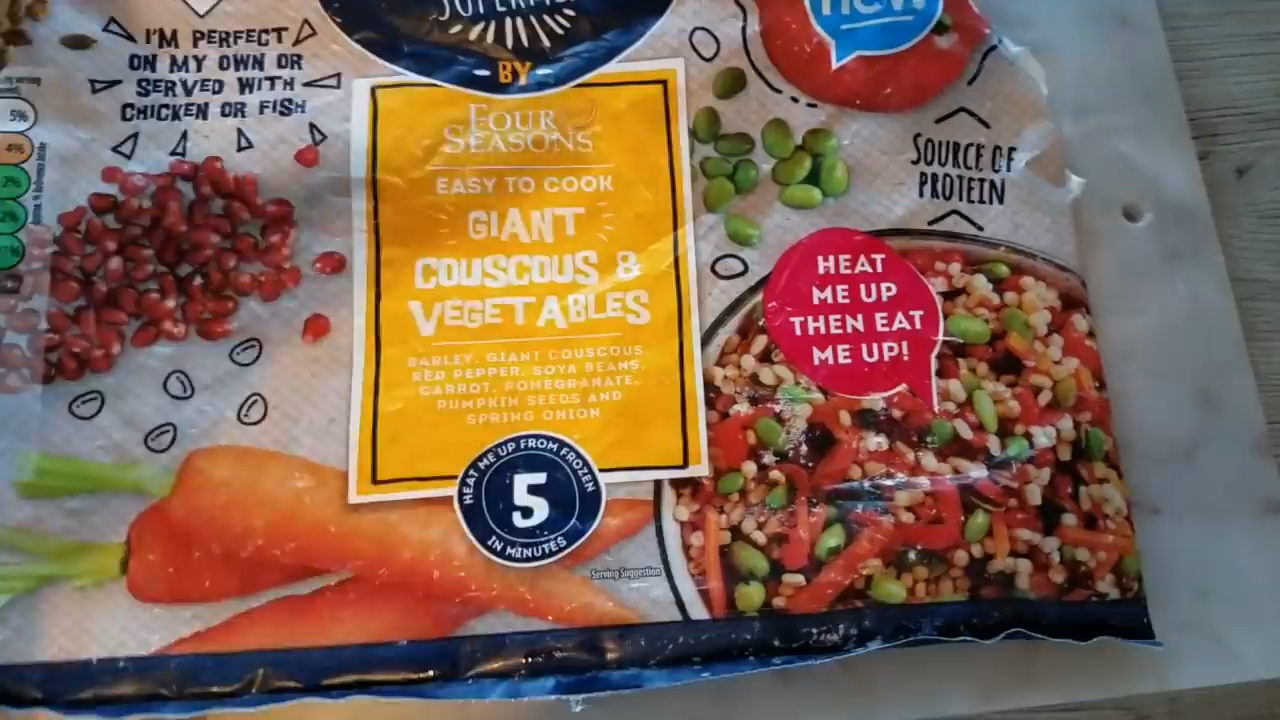 I'M PERFECT
ON MY OWN OR
SERVED WITH
CHICKEN OR FISH
5%
4%
BY
FOUR
SEASONS
EASY TO COOK
GIANT
COUSCOUS &
VEGETABLES
BARLEY, GIANT COUSCOUS,
RED PEPPER, SOYA BEANS,
CARROT, POMEGRANATE,
PUMPKIN SEEDS AND
SPRING ONION
HEAT ME UP FROM FROZEN
5
IN MINUTES
Serving Suggestion
new!
SOURCE OF
PROTEIN
HEAT
ME UP
THEN EAT
ME UP!